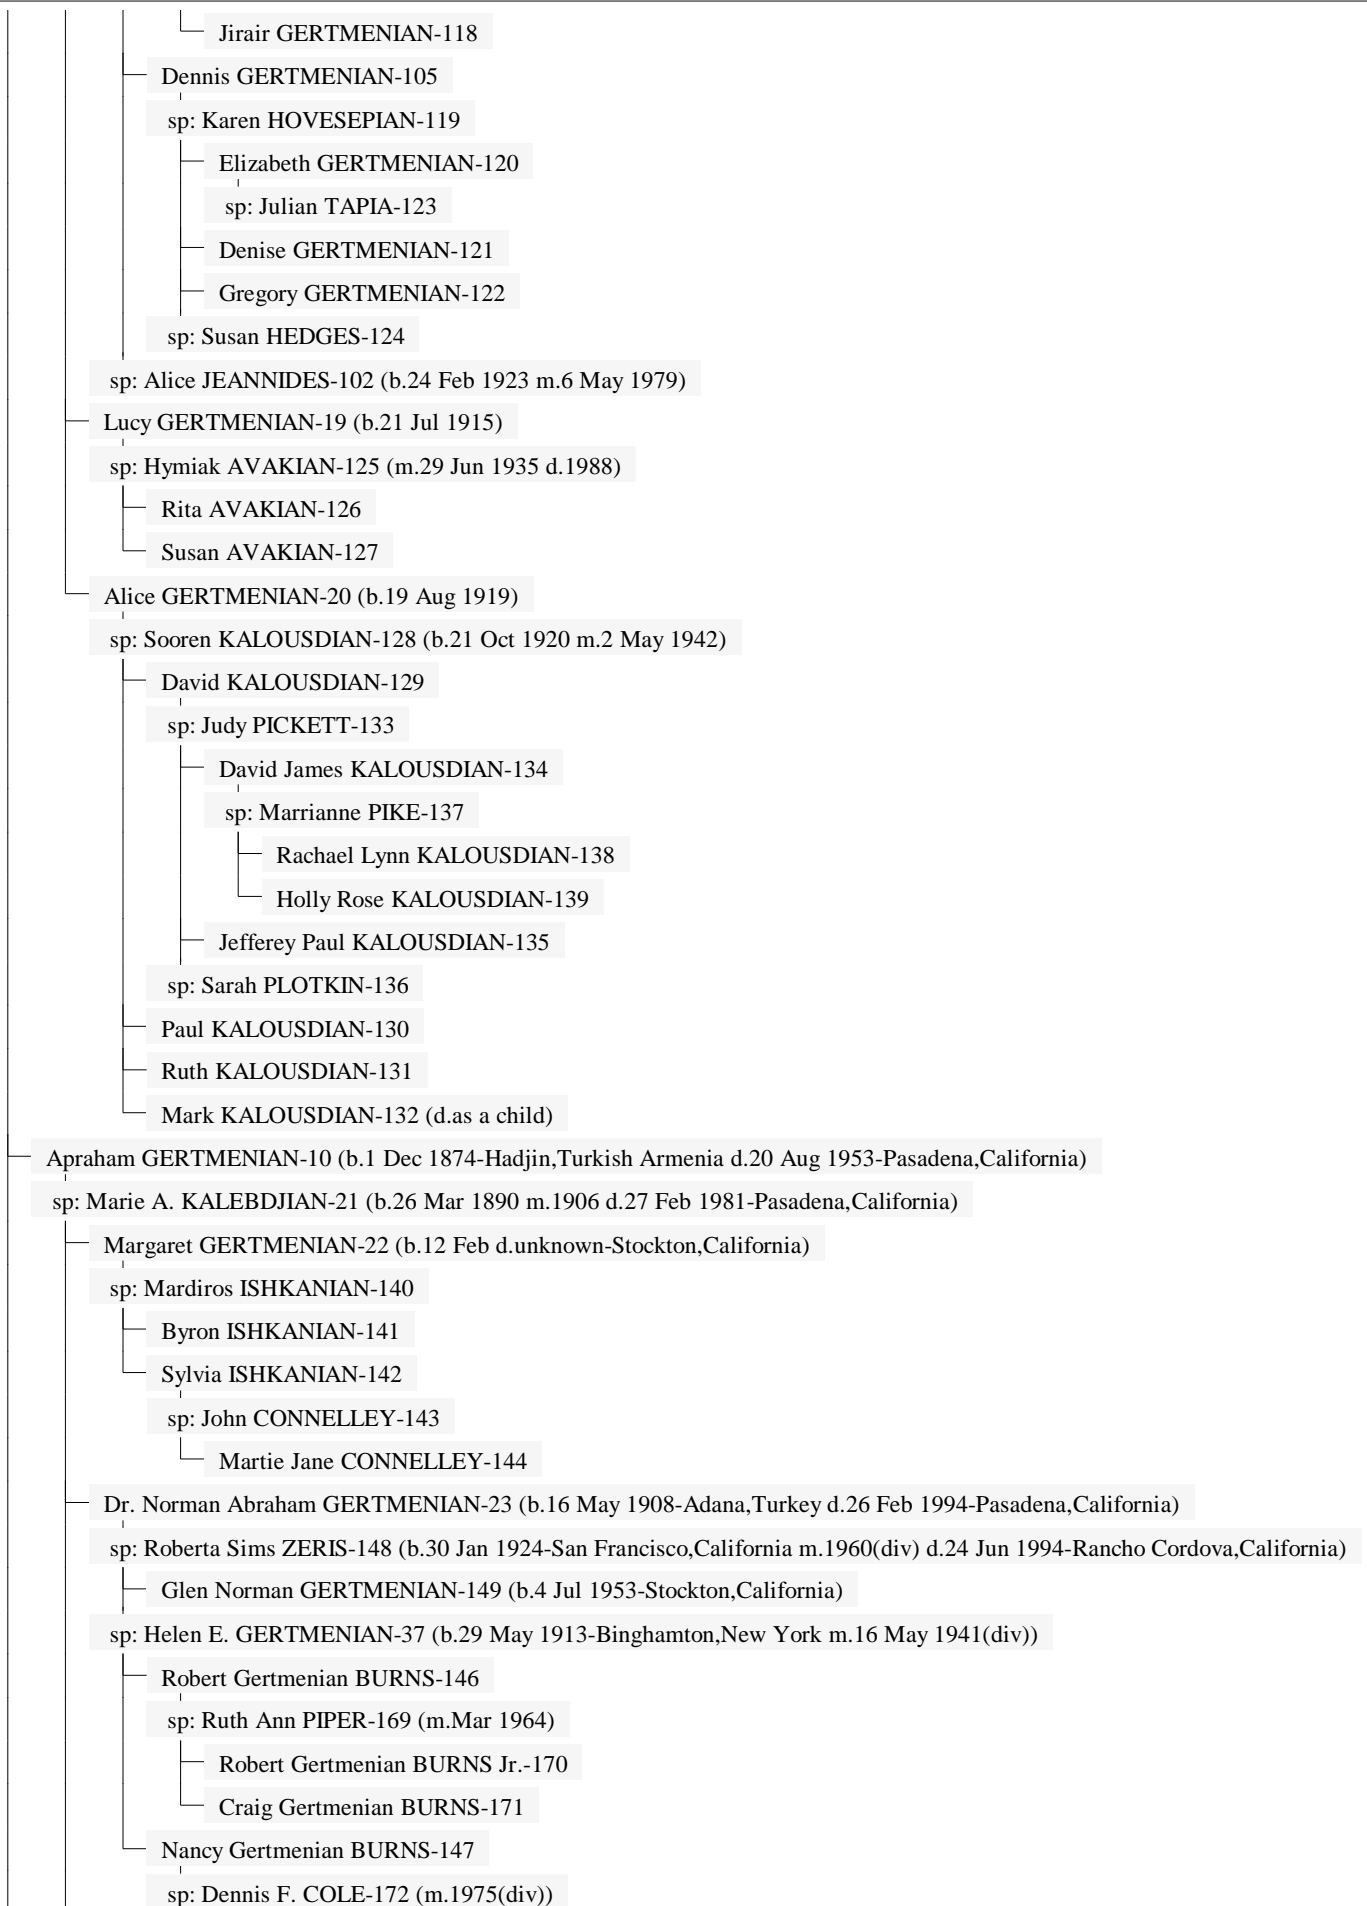 Jirair GERTMENIAN-118
Dennis GERTMENIAN-105
sp: Karen HOVESEPIAN-119
Elizabeth GERTMENIAN-120
sp: Julian TAPIA-123
Denise GERTMENIAN-121
Gregory GERTMENIAN-122
sp: Susan HEDGES-124
sp: Alice JEANNIDES-102 (b.24 Feb 1923 m.6 May 1979)
Lucy GERTMENIAN-19 (b.21 Jul 1915)
sp: Hymiak AVAKIAN-125 (m.29 Jun 1935 d.1988)
Rita AVAKIAN-126
Susan AVAKIAN-127
Alice GERTMENIAN-20 (b.19 Aug 1919)
sp: Sooren KALOUSDIAN-128 (b.21 Oct 1920 m.2 May 1942)
David KALOUSDIAN-129
sp: Judy PICKETT-133
David James KALOUSDIAN-134
sp: Marrianne PIKE-137
Rachael Lynn KALOUSDIAN-138
Holly Rose KALOUSDIAN-139
Jefferey Paul KALOUSDIAN-135
sp: Sarah PLOTKIN-136
Paul KALOUSDIAN-130
Ruth KALOUSDIAN-131
Mark KALOUSDIAN-132 (d.as a child)
Apraham GERTMENIAN-10 (b.1 Dec 1874-Hadjin,Turkish Armenia d.20 Aug 1953-Pasadena,California)
sp: Marie A. KALEBDJIAN-21 (b.26 Mar 1890 m.1906 d.27 Feb 1981-Pasadena,California)
Margaret GERTMENIAN-22 (b.12 Feb d.unknown-Stockton,California)
sp: Mardiros ISHKANIAN-140
Byron ISHKANIAN-141
Sylvia ISHKANIAN-142
sp: John CONNELLEY-143
Martie Jane CONNELLEY-144
Dr. Norman Abraham GERTMENIAN-23 (b.16 May 1908-Adana,Turkey d.26 Feb 1994-Pasadena,California)
sp: Roberta Sims ZERIS-148 (b.30 Jan 1924-San Francisco,California m.1960(div) d.24 Jun 1994-Rancho Cordova,California)
Glen Norman GERTMENIAN-149 (b.4 Jul 1953-Stockton,California)
sp: Helen E. GERTMENIAN-37 (b.29 May 1913-Binghamton,New York m.16 May 1941(div))
Robert Gertmenian BURNS-146
sp: Ruth Ann PIPER-169 (m.Mar 1964)
Robert Gertmenian BURNS Jr.-170
Craig Gertmenian BURNS-171
Nancy Gertmenian BURNS-147
sp: Dennis F. COLE-172 (m.1975(div))